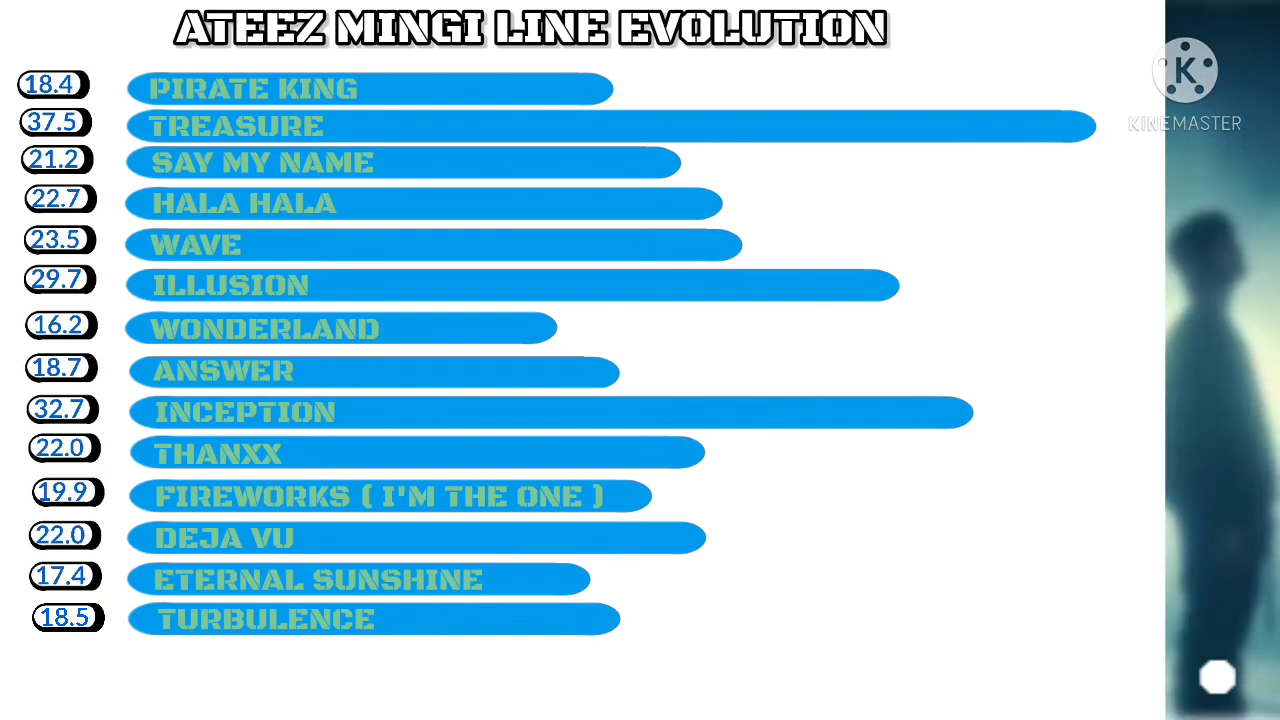 ATEEZ MINGI LINE EVOLUTION
18.4 PIRATE KING
37.5 TREASURE
21.2 SAY MY NAME
22.7 HALA HALA
23.5 WAVE
29.7 ILLUSION
16.2 WONDERLAND
18.7 ANSWER
32.7 INCEPTION
22.0 THANXX
19.9 FIREWORKS ( I'M THE ONE )
22.0 DEJA VU
17.4 ETERNAL SUNSHINE
18.5 TURBULENCE
K
KINEMASTER